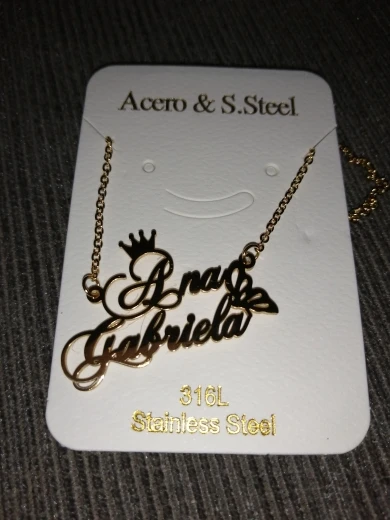 Acero & S.Steel
Ana
Gabriela
316L
Stainless Steel